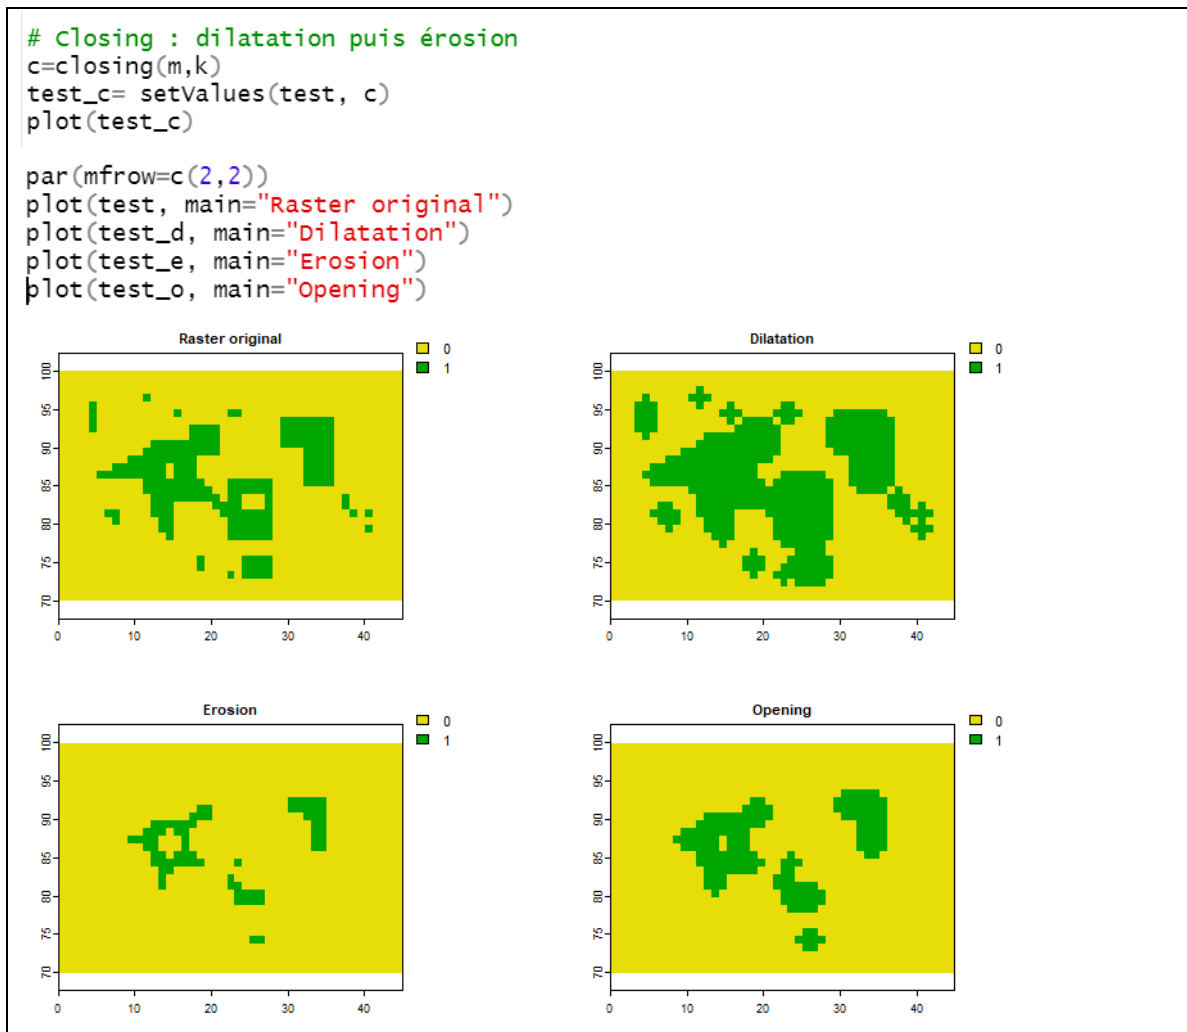 # Closing : dilatation puis érosion
c=closing(m,k)
test_c= setValues(test, c)
plot(test_c)
par(mfrow=c(2,2))
plot(test, main="Raster original")
plot(test_d, main="Dilatation")
plot(test_e, main="Erosion")
plot(test_o, main="Opening")
Raster original
0
1
100
95
90
85
80
75
70
0 10 20 30 40
Dilatation
0
1
100
95
90
85
80
75
70
0 10 20 30 40
Erosion
0
1
100
95
90
85
80
75
70
0 10 20 30 40
Opening
0
1
100
95
90
85
80
75
70
0 10 20 30 40